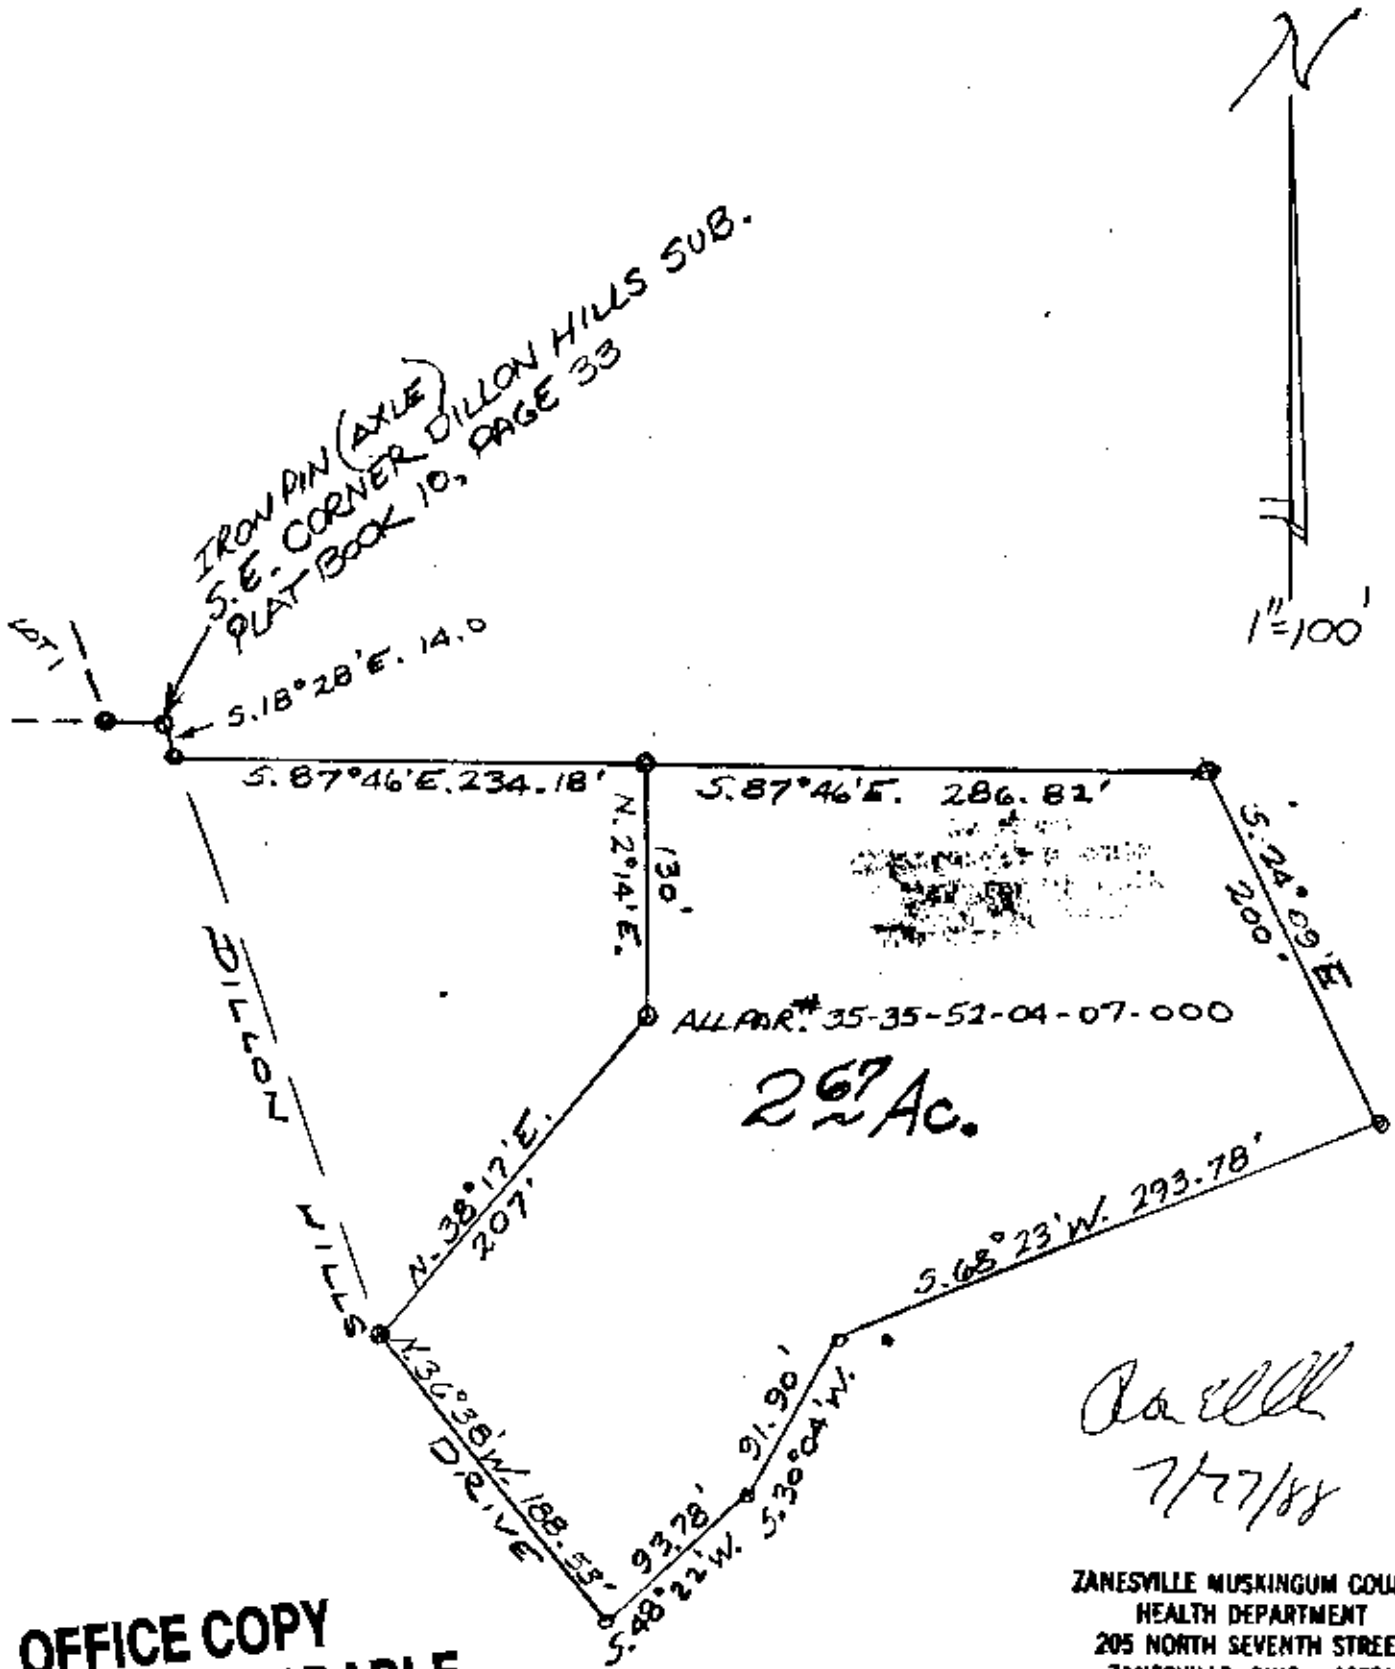 N
1"=100'
IRON PIN (AXLE)
S.E. CORNER DILLON HILLS SUB.
PLAT BOOK 10, PAGE 33
LOT 1
S.18°28'E. 14.0
S.87°46'E. 234.18'
S.87°46'E. 286.82'
N.2°14'E.
130'
S.24°09'E
200'
ALL PAR.# 35-35-52-04-07-000
2 67 Ac.
N.38°17'E.
207'
S.68°23'W. 293.78'
DILLON
DRIVE
N.36°38'W. 188.53'
91.90'
S.30°04'W.
93.78'
S.48°22'W.
7/27/88
OFFICE COPY
ZANESVILLE MUSKINGUM COU
HEALTH DEPARTMENT
205 NORTH SEVENTH STREE